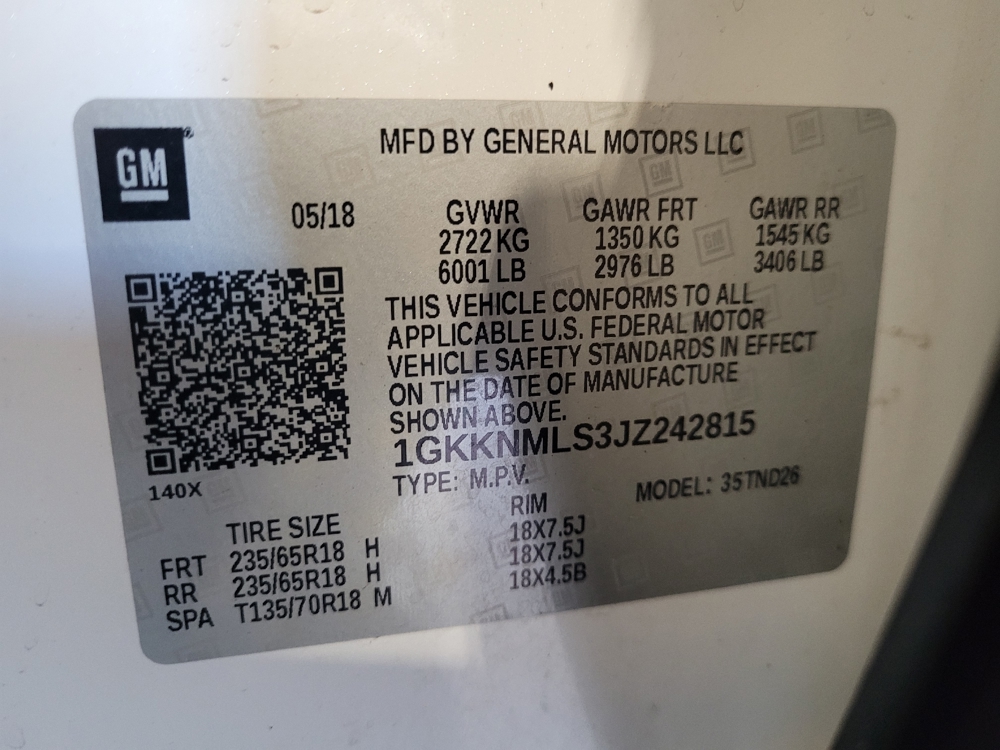 GM
MFD BY GENERAL MOTORS LLC
05/18 GVWR GAWR FRT GAWR RR
2722 KG 1350 KG 1545 KG
6001 LB 2976 LB 3406 LB
THIS VEHICLE CONFORMS TO ALL
APPLICABLE U.S. FEDERAL MOTOR
VEHICLE SAFETY STANDARDS IN EFFECT
ON THE DATE OF MANUFACTURE
SHOWN ABOVE.
1GKKNMLS3JZ242815
140X
TYPE: M.P.V. MODEL: 35TND26
TIRE SIZE RIM
FRT 235/65R18 H 18X7.5J
RR 235/65R18 H 18X7.5J
SPA T135/70R18 M 18X4.5B